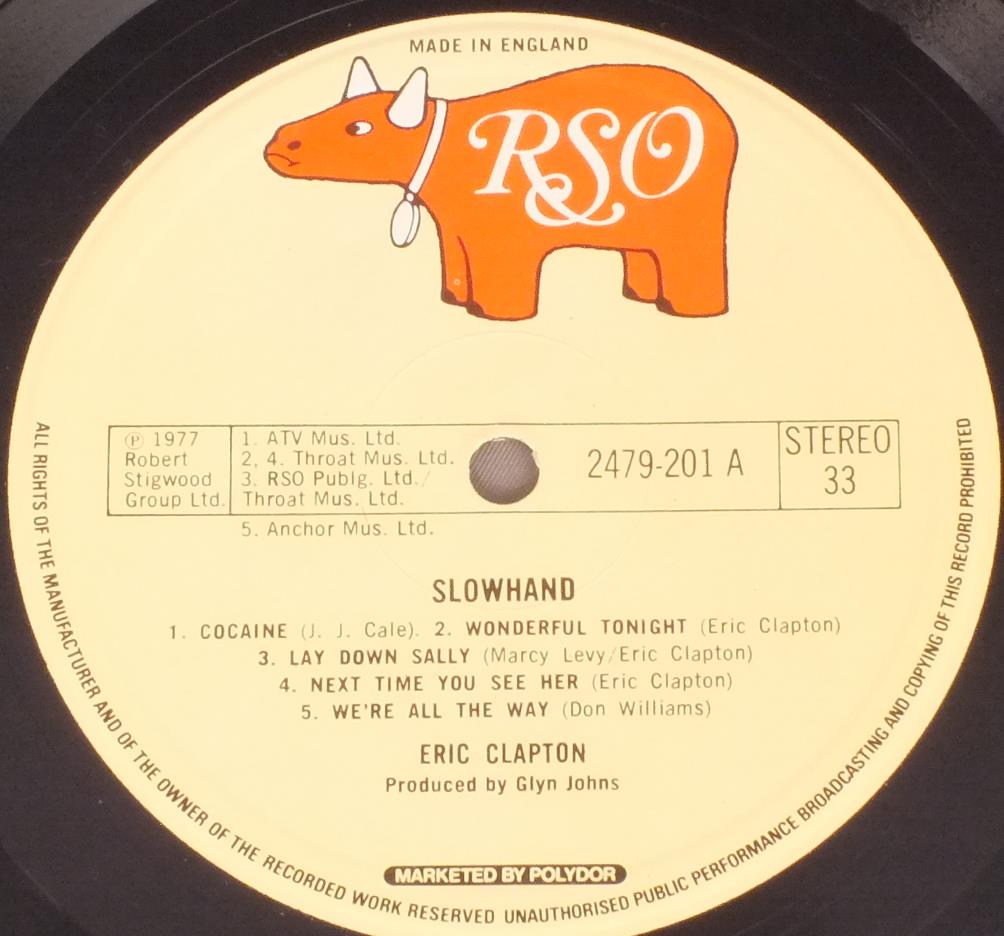 MADE IN ENGLAND
RSO
℗ 1977
Robert
Stigwood
Group Ltd.
1. ATV Mus. Ltd.
2, 4. Throat Mus. Ltd.
3. RSO Publg. Ltd./
Throat Mus. Ltd.
5. Anchor Mus. Ltd.
2479-201 A
STEREO
33
SLOWHAND
1. COCAINE (J. J. Cale). 2. WONDERFUL TONIGHT (Eric Clapton)
3. LAY DOWN SALLY (Marcy Levy/Eric Clapton)
4. NEXT TIME YOU SEE HER (Eric Clapton)
5. WE'RE ALL THE WAY (Don Williams)
ERIC CLAPTON
Produced by Glyn Johns
MARKETED BY POLYDOR
ALL RIGHTS OF THE MANUFACTURER AND OF THE OWNER OF THE RECORDED WORK RESERVED UNAUTHORISED PUBLIC PERFORMANCE BROADCASTING AND COPYING OF THIS RECORD PROHIBITED